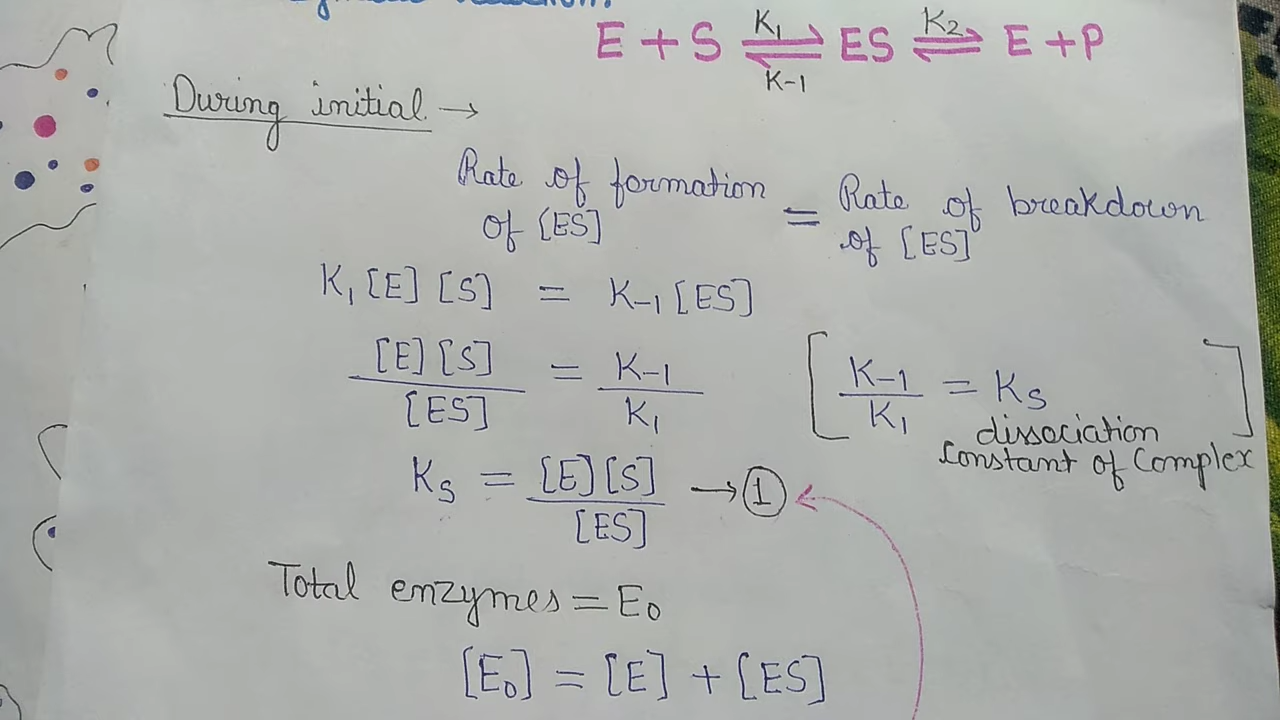 E + S ⇌ ES ⇌ E + P
K1 K2
K-1
During initial →
Rate of formation of [ES] = Rate of breakdown of [ES]
K1 [E] [S] = K-1 [ES]
[E] [S] / [ES] = K-1 / K1 [ K-1 / K1 = Ks ]
dissociation
constant of Complex
Ks = [E] [S] / [ES] → ①
Total enzymes = E0
[E0] = [E] + [ES]